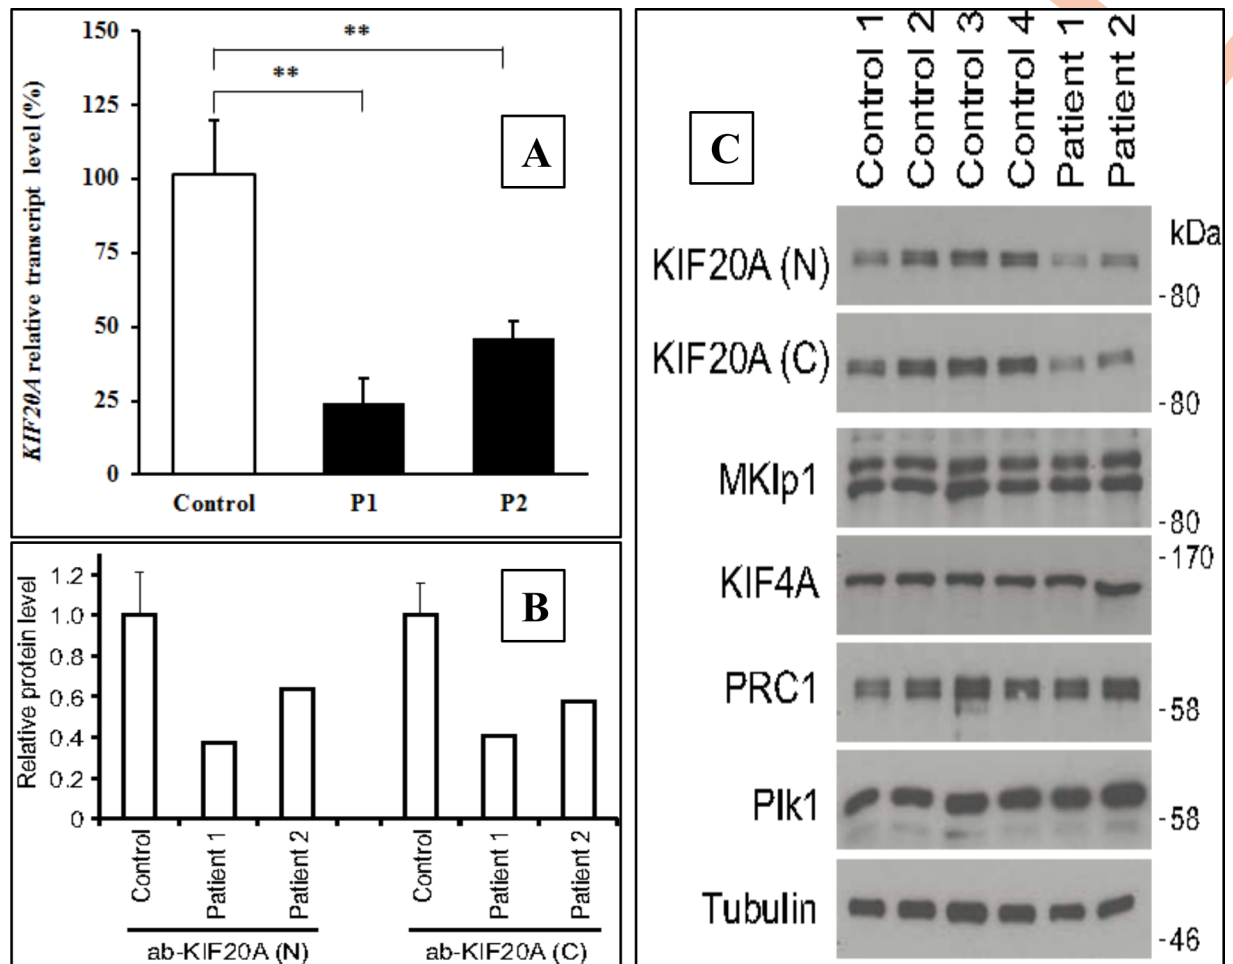 150
125
100
75
50
25
0
KIF20A relative transcript level (%)
**
**
A
Control P1 P2
1.2
1.0
0.8
0.6
0.4
0.2
0
Relative protein level
B
Control
Patient 1
Patient 2
Control
Patient 1
Patient 2
ab-KIF20A (N) ab-KIF20A (C)
C
Control 1
Control 2
Control 3
Control 4
Patient 1
Patient 2
kDa
KIF20A (N)
-80
KIF20A (C)
-80
MKlp1
-80
-170
KIF4A
PRC1
-58
Plk1
-58
Tubulin
-46